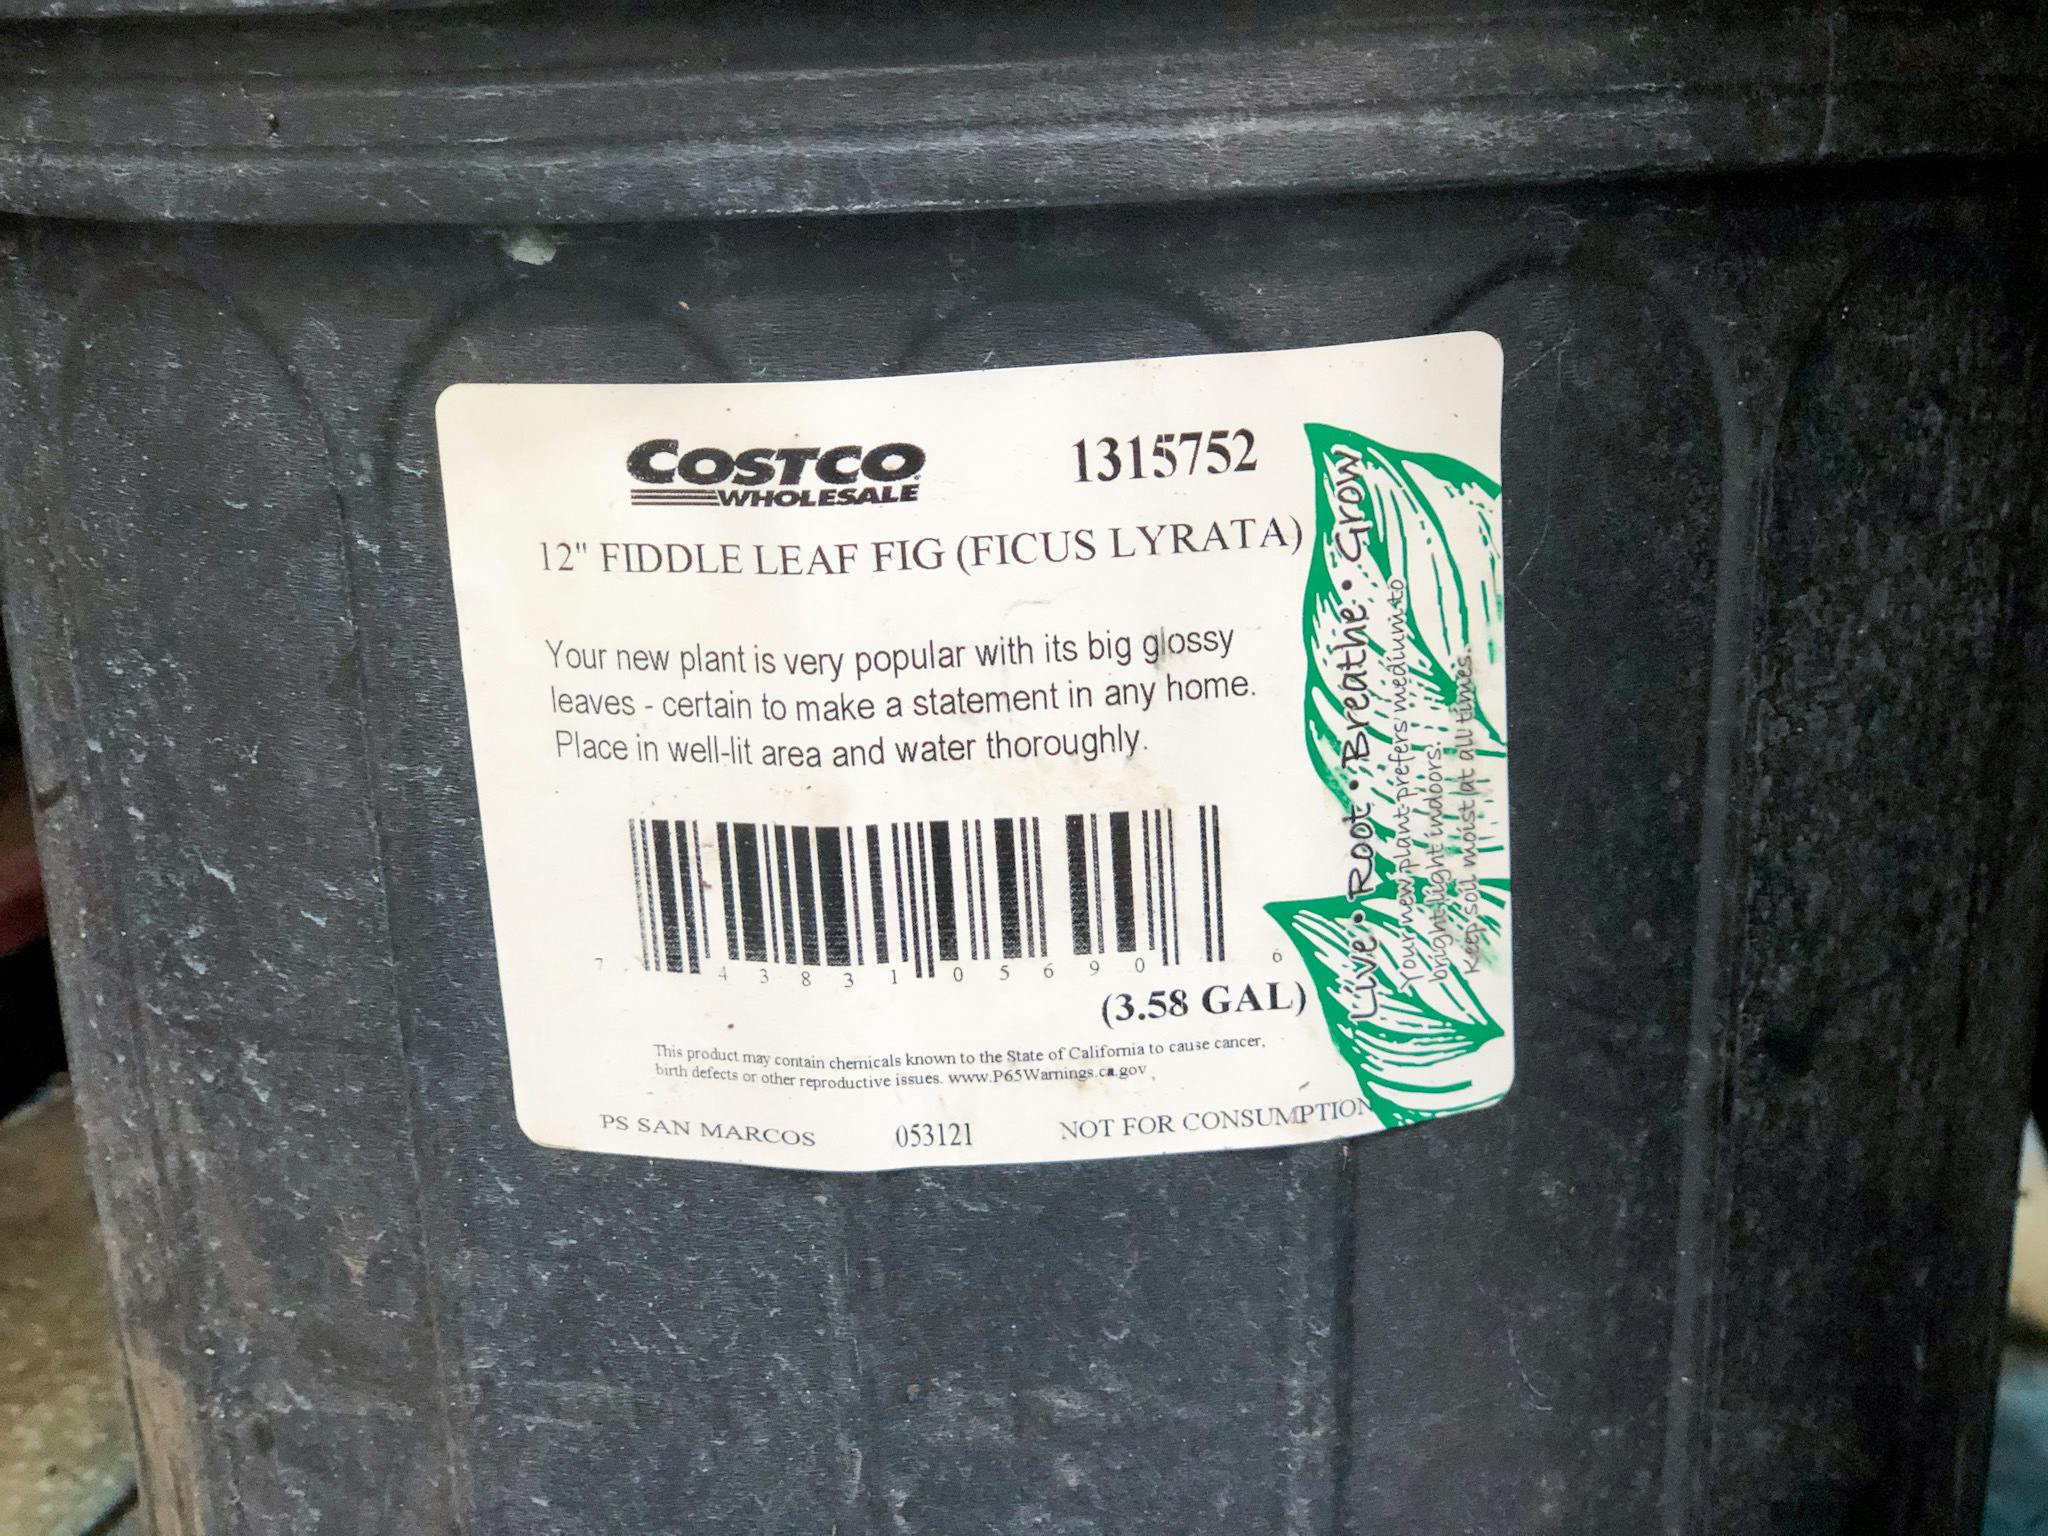 COSTCO
WHOLESALE
1315752
12" FIDDLE LEAF FIG (FICUS LYRATA)
Your new plant is very popular with its big glossy
leaves - certain to make a statement in any home.
Place in well-lit area and water thoroughly.
7 43831 05690 6
(3.58 GAL)
This product may contain chemicals known to the State of California to cause cancer,
birth defects or other reproductive issues. www.P65Warnings.ca.gov
PS SAN MARCOS 053121 NOT FOR CONSUMPTION
Live • Root • Breathe • Grow
Your new plant prefers medium to
bright light indoors.
Keep soil moist at all times.